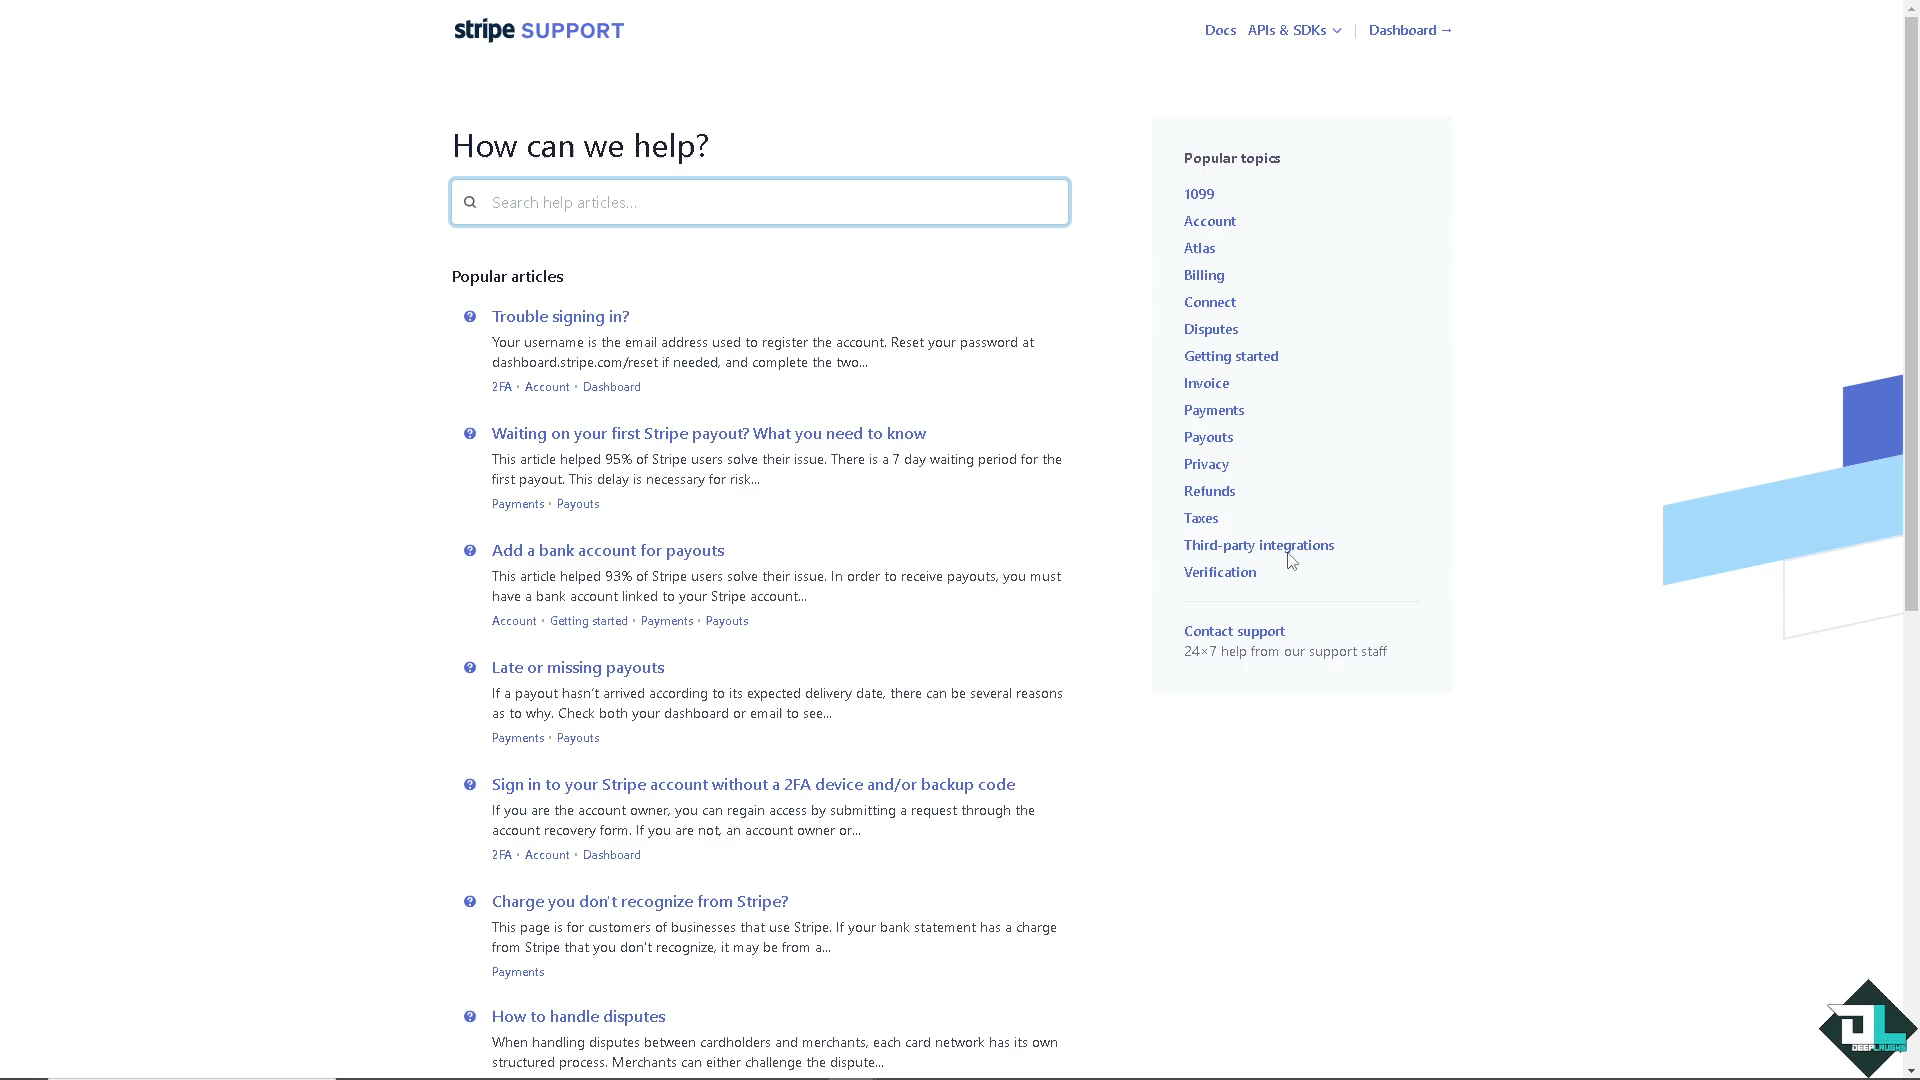 stripe SUPPORT
Docs APIs & SDKs Dashboard →
How can we help?
Search help articles...
Popular articles
Trouble signing in?
Your username is the email address used to register the account. Reset your password at
dashboard.stripe.com/reset if needed, and complete the two...
2FA • Account • Dashboard
Waiting on your first Stripe payout? What you need to know
This article helped 95% of Stripe users solve their issue. There is a 7 day waiting period for the
first payout. This delay is necessary for risk...
Payments • Payouts
Add a bank account for payouts
This article helped 93% of Stripe users solve their issue. In order to receive payouts, you must
have a bank account linked to your Stripe account...
Account • Getting started • Payments • Payouts
Late or missing payouts
If a payout hasn't arrived according to its expected delivery date, there can be several reasons
as to why. Check both your dashboard or email to see...
Payments • Payouts
Sign in to your Stripe account without a 2FA device and/or backup code
If you are the account owner, you can regain access by submitting a request through the
account recovery form. If you are not, an account owner or...
2FA • Account • Dashboard
Charge you don't recognize from Stripe?
This page is for customers of businesses that use Stripe. If your bank statement has a charge
from Stripe that you don't recognize, it may be from a...
Payments
How to handle disputes
When handling disputes between cardholders and merchants, each card network has its own
structured process. Merchants can either challenge the dispute...
Popular topics
1099
Account
Atlas
Billing
Connect
Disputes
Getting started
Invoice
Payments
Payouts
Privacy
Refunds
Taxes
Third-party integrations
Verification
Contact support
24×7 help from our support staff
DL
DEEPLAUGHS